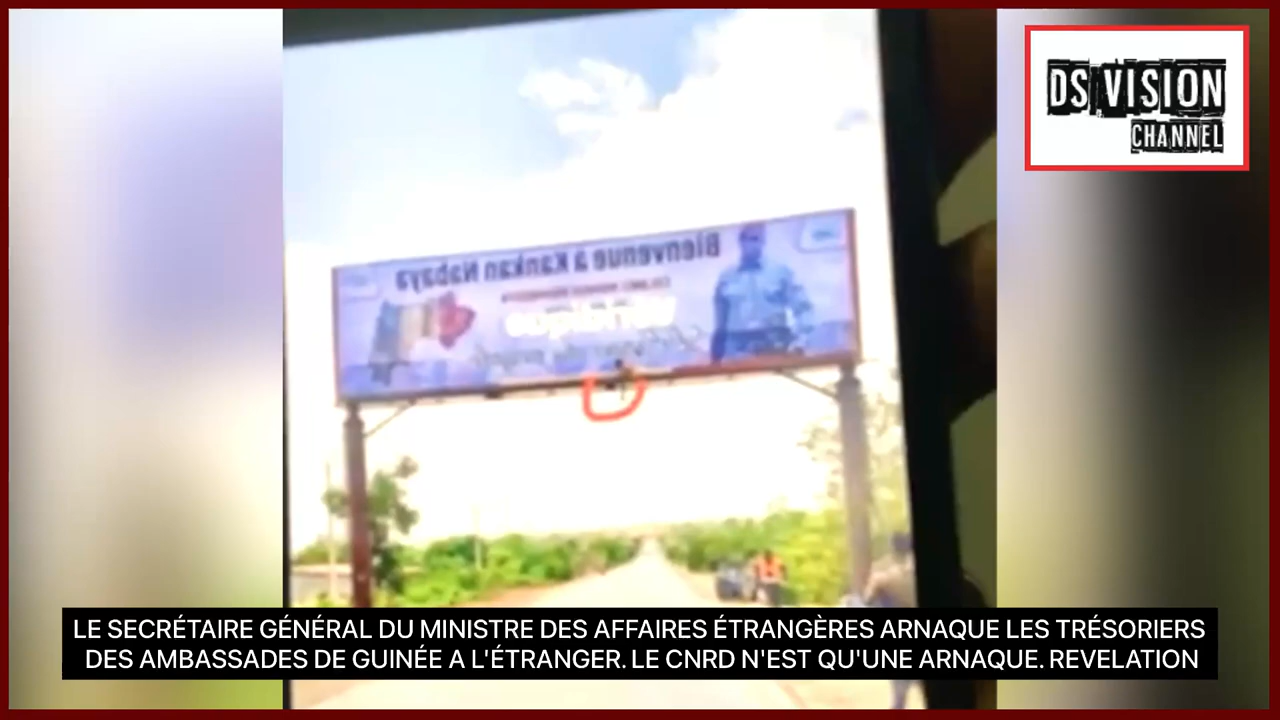 DS VISION
CHANNEL
Bienvenue à Kankan Nabaya
LE SECRÉTAIRE GÉNÉRAL DU MINISTRE DES AFFAIRES ÉTRANGÈRES ARNAQUE LES TRÉSORIERS
DES AMBASSADES DE GUINÉE A L'ÉTRANGER. LE CNRD N'EST QU'UNE ARNAQUE. REVELATION